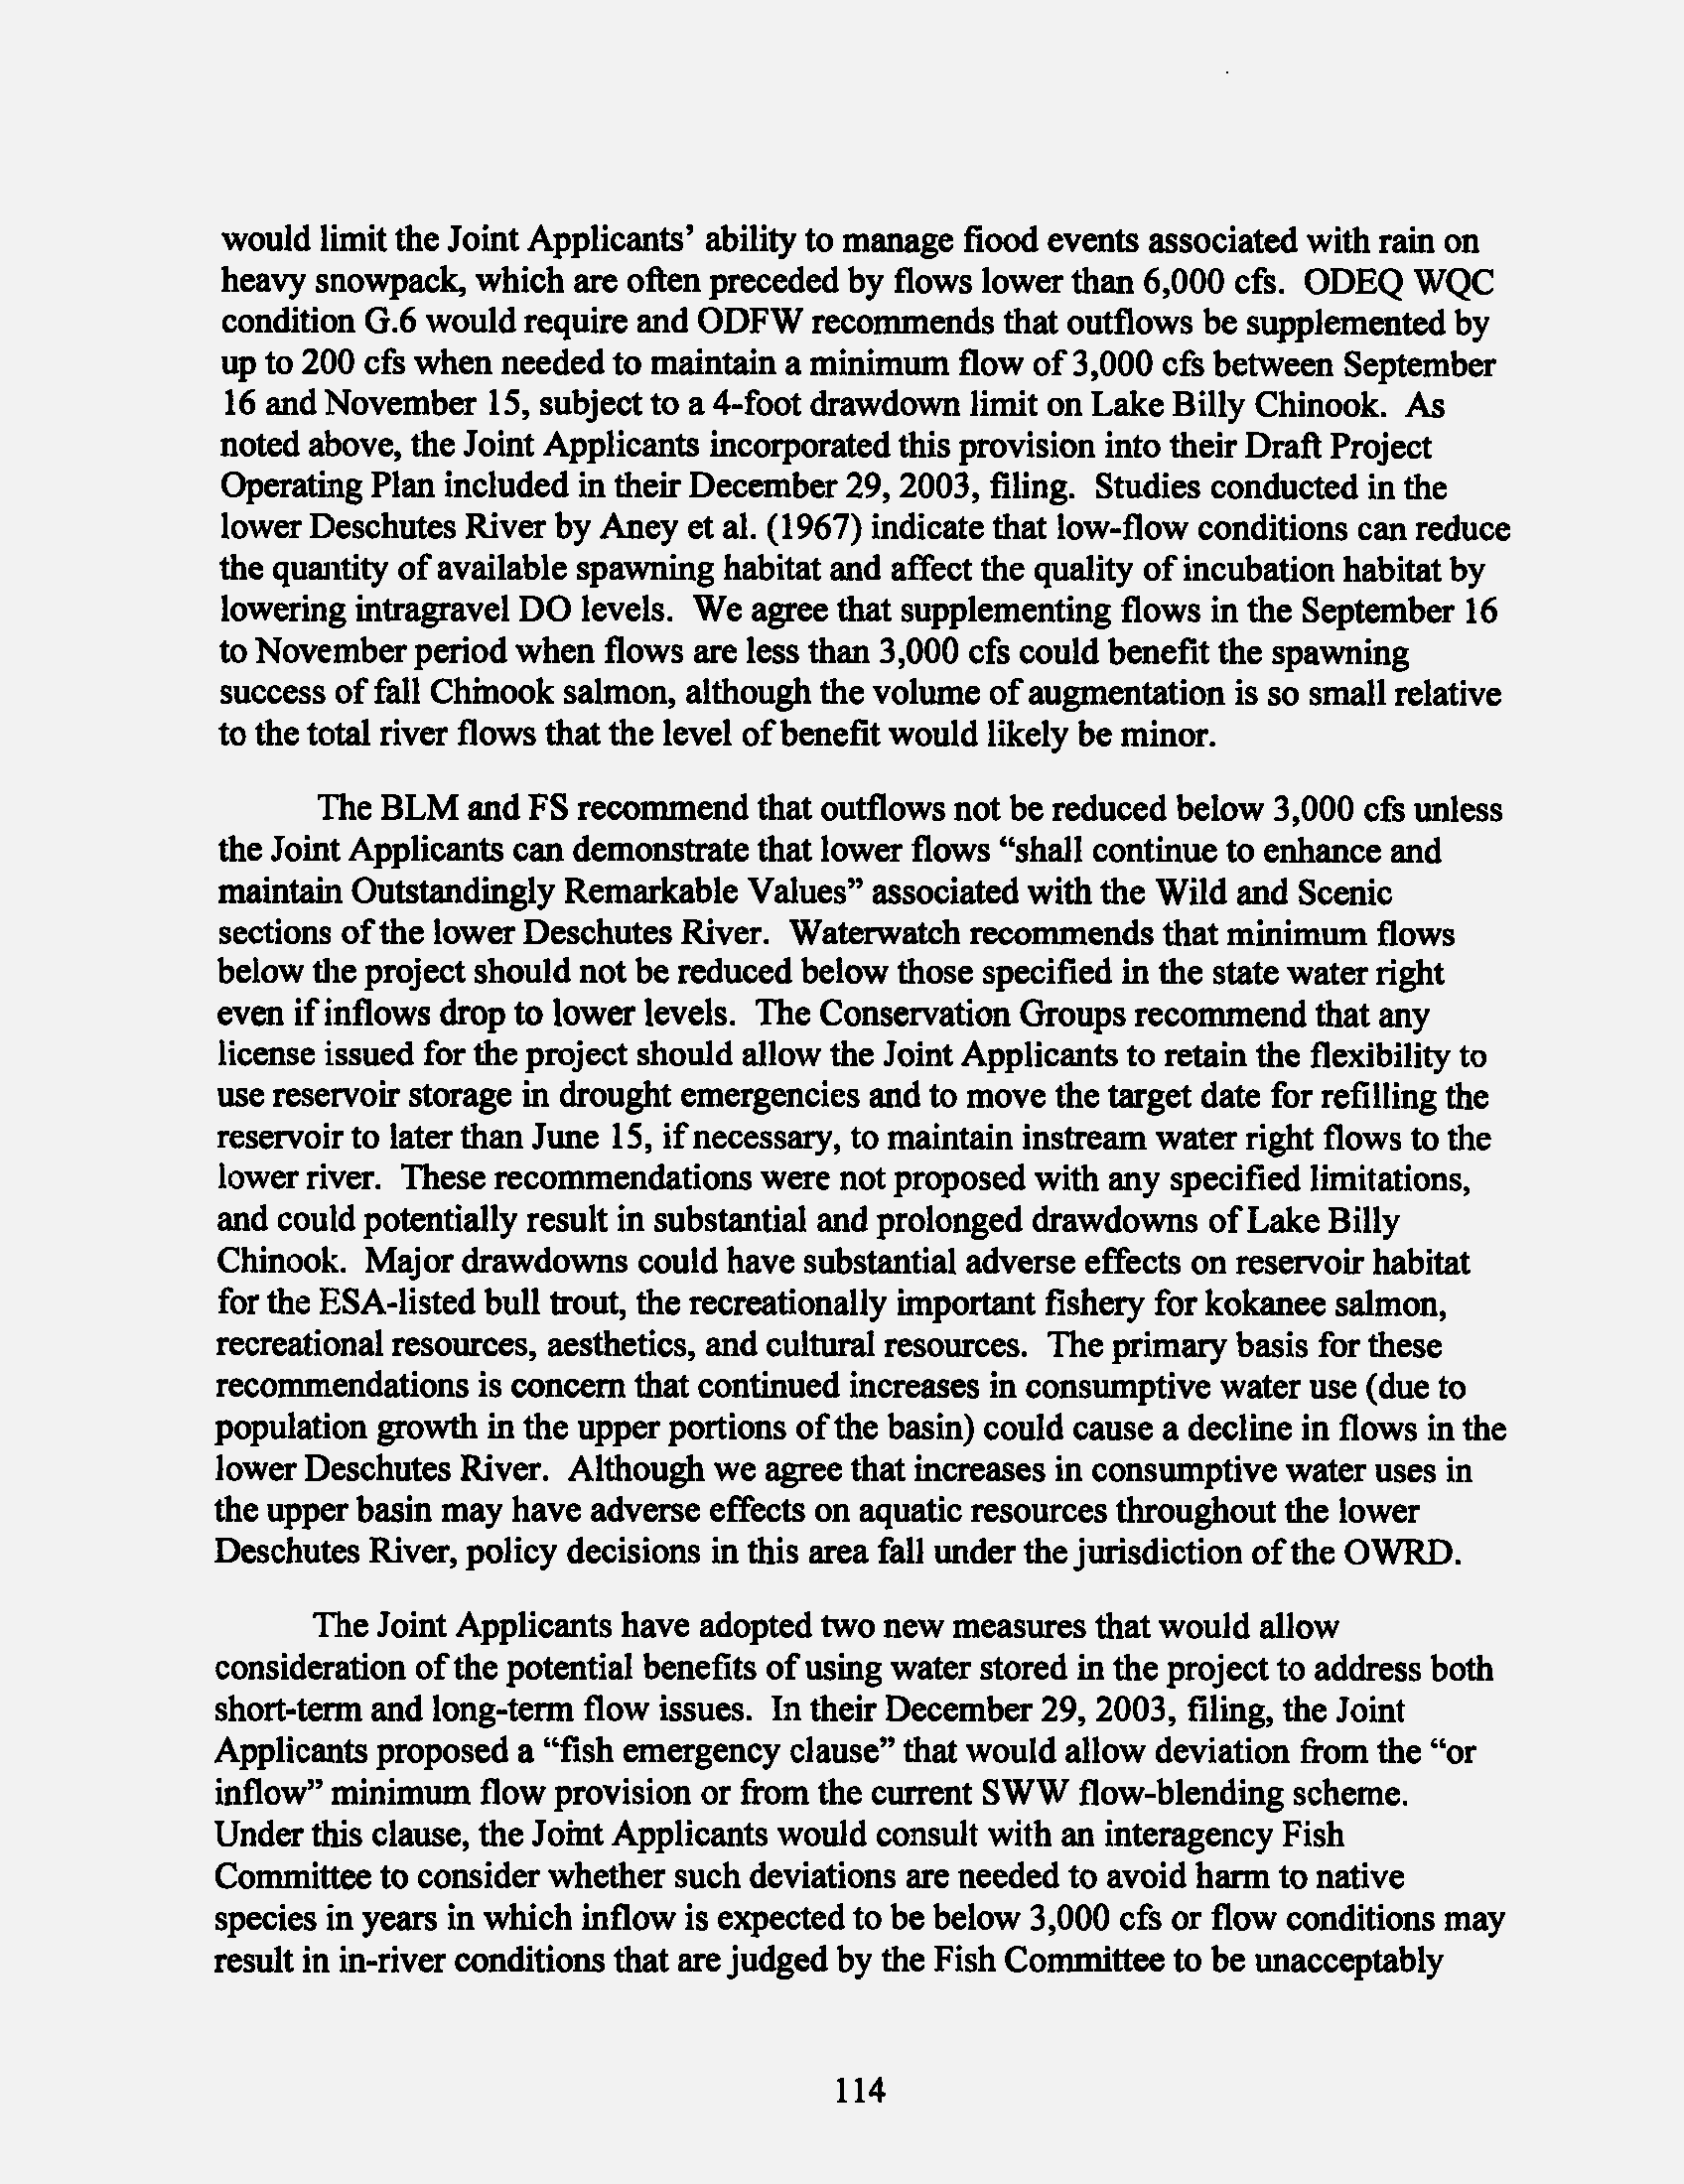 would limit the Joint Applicants’ ability to manage flood events associated with rain on
heavy snowpack, which are often preceded by flows lower than 6,000 cfs. ODEQ WQC
condition G.6 would require and ODFW recommends that outflows be supplemented by
up to 200 cfs when needed to maintain a minimum flow of 3,000 cfs between September
16 and November 15, subject to a 4-foot drawdown limit on Lake Billy Chinook. As
noted above, the Joint Applicants incorporated this provision into their Draft Project
Operating Plan included in their December 29, 2003, filing. Studies conducted in the
lower Deschutes River by Aney et al. (1967) indicate that low-flow conditions can reduce
the quantity of available spawning habitat and affect the quality of incubation habitat by
lowering intragravel DO levels. We agree that supplementing flows in the September 16
to November period when flows are less than 3,000 cfs could benefit the spawning
success of fall Chinook salmon, although the volume of augmentation is so small relative
to the total river flows that the level of benefit would likely be minor.
The BLM and FS recommend that outflows not be reduced below 3,000 cfs unless
the Joint Applicants can demonstrate that lower flows “shall continue to enhance and
maintain Outstandingly Remarkable Values” associated with the Wild and Scenic
sections of the lower Deschutes River. Waterwatch recommends that minimum flows
below the project should not be reduced below those specified in the state water right
even if inflows drop to lower levels. The Conservation Groups recommend that any
license issued for the project should allow the Joint Applicants to retain the flexibility to
use reservoir storage in drought emergencies and to move the target date for refilling the
reservoir to later than June 15, if necessary, to maintain instream water right flows to the
lower river. These recommendations were not proposed with any specified limitations,
and could potentially result in substantial and prolonged drawdowns of Lake Billy
Chinook. Major drawdowns could have substantial adverse effects on reservoir habitat
for the ESA-listed bull trout, the recreationally important fishery for kokanee salmon,
recreational resources, aesthetics, and cultural resources. The primary basis for these
recommendations is concern that continued increases in consumptive water use (due to
population growth in the upper portions of the basin) could cause a decline in flows in the
lower Deschutes River. Although we agree that increases in consumptive water uses in
the upper basin may have adverse effects on aquatic resources throughout the lower
Deschutes River, policy decisions in this area fall under the jurisdiction of the OWRD.
The Joint Applicants have adopted two new measures that would allow
consideration of the potential benefits of using water stored in the project to address both
short-term and long-term flow issues. In their December 29, 2003, filing, the Joint
Applicants proposed a “fish emergency clause” that would allow deviation from the “or
inflow” minimum flow provision or from the current SWW flow-blending scheme.
Under this clause, the Joint Applicants would consult with an interagency Fish
Committee to consider whether such deviations are needed to avoid harm to native
species in years in which inflow is expected to be below 3,000 cfs or flow conditions may
result in in-river conditions that are judged by the Fish Committee to be unacceptably
114